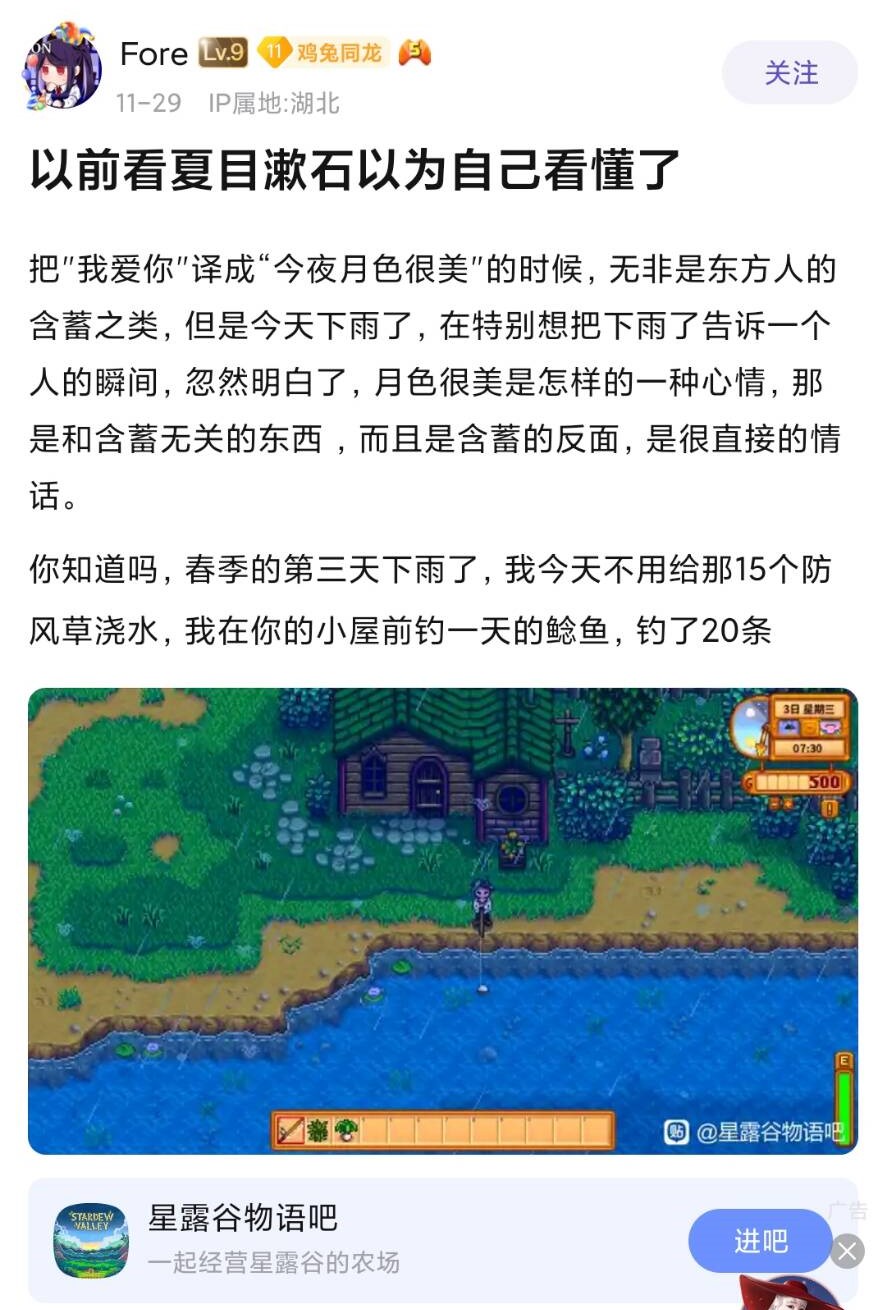 ON
Fore Lv.9 11 鸡兔同龙 5
关注
11-29 IP属地:湖北
以前看夏目漱石以为自己看懂了
把"我爱你"译成“今夜月色很美"的时候, 无非是东方人的
含蓄之类, 但是今天下雨了, 在特别想把下雨了告诉一个
人的瞬间, 忽然明白了, 月色很美是怎样的一种心情, 那
是和含蓄无关的东西 , 而且是含蓄的反面, 是很直接的情
话。
你知道吗, 春季的第三天下雨了, 我今天不用给那15个防
风草浇水, 我在你的小屋前钓一天的鲶鱼, 钓了20条
3日 星期三
07:30
G 500
E
贴 @星露谷物语吧
STARDEW
VALLEY
星露谷物语吧
一起经营星露谷的农场
进吧
广告